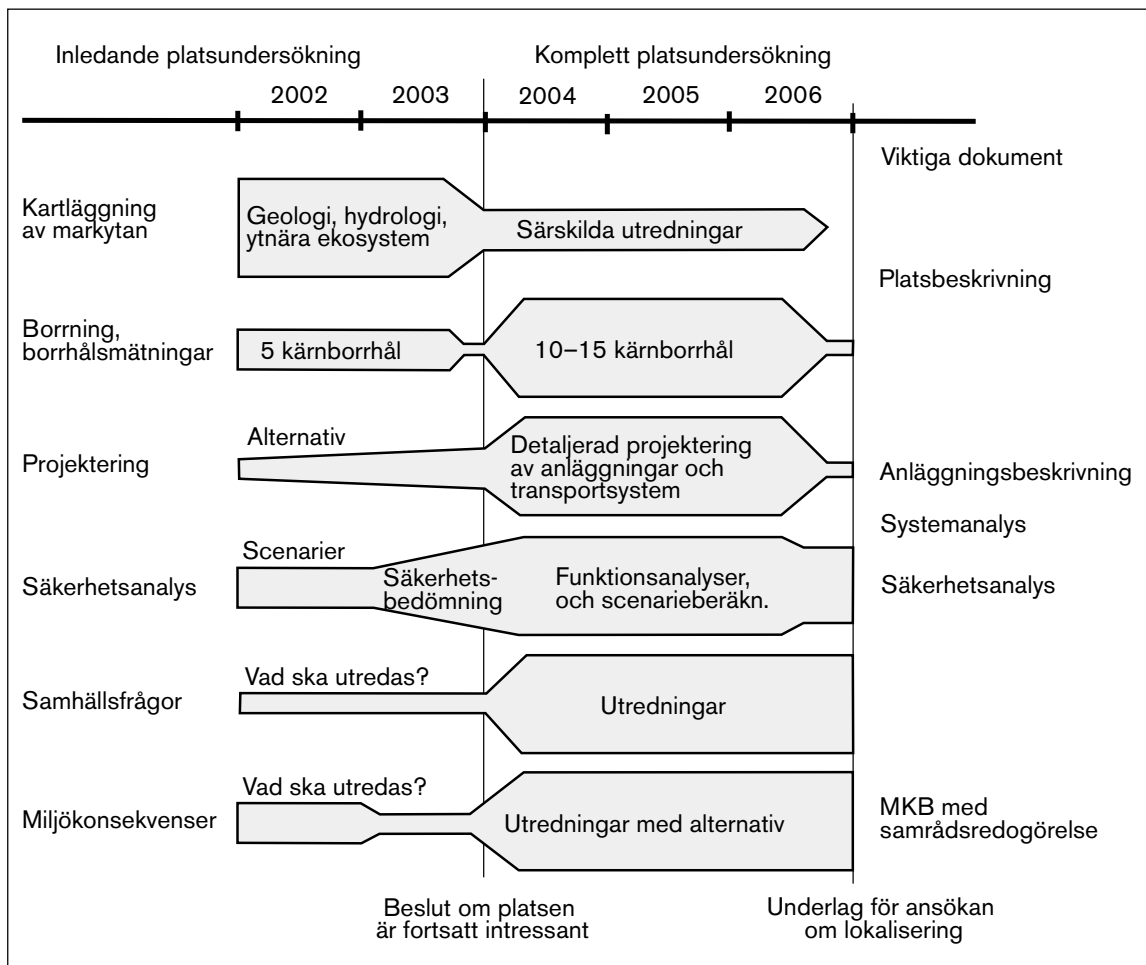 Inledande platsundersökning
Komplett platsundersökning
2002
2003
2004
2005
2006
Viktiga dokument
Kartläggning
av markytan
Geologi, hydrologi,
ytnära ekosystem
Särskilda utredningar
Platsbeskrivning
Borrning,
borrhålsmätningar
5 kärnborrhål
10–15 kärnborrhål
Projektering
Alternativ
Detaljerad projektering
av anläggningar och
transportsystem
Anläggningsbeskrivning
Systemanalys
Säkerhetsanalys
Scenarier
Säkerhets-
bedömning
Funktionsanalyser,
och scenarieberäkn.
Säkerhetsanalys
Samhällsfrågor
Vad ska utredas?
Utredningar
Miljökonsekvenser
Vad ska utredas?
Utredningar med alternativ
MKB med
samrådsredogörelse
Beslut om platsen
är fortsatt intressant
Underlag för ansökan
om lokalisering